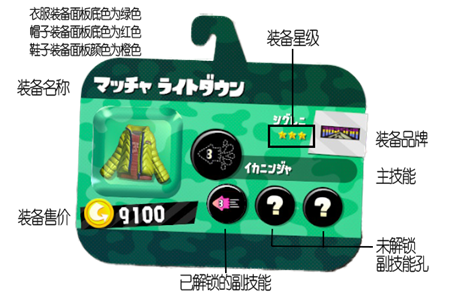 衣服装备面板底色为绿色
帽子装备面板底色为红色
鞋子装备面板颜色为橙色
装备星级
装备名称
マッチャ ライトダウン
シグレニ
装备品牌
3
イカニンジャ
主技能
装备售价
9100
3
?
?
未解锁
副技能孔
已解锁的副技能